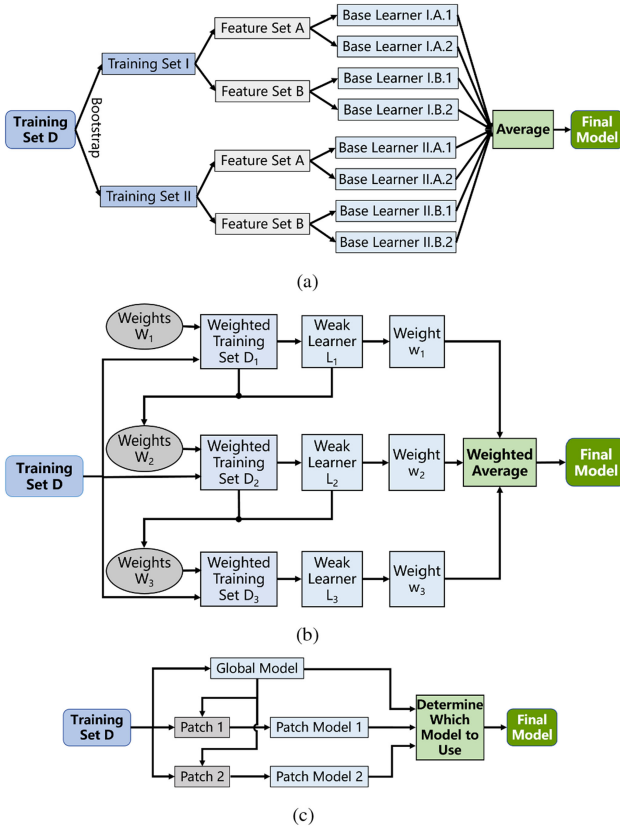 Training
Set D
Bootstrap
Training Set I
Training Set II
Feature Set A
Feature Set B
Feature Set A
Feature Set B
Base Learner I.A.1
Base Learner I.A.2
Base Learner I.B.1
Base Learner I.B.2
Base Learner II.A.1
Base Learner II.A.2
Base Learner II.B.1
Base Learner II.B.2
Average
Final
Model
(a)
Training
Set D
Weights
W1
Weighted
Training
Set D1
Weak
Learner
L1
Weight
w1
Weights
W2
Weighted
Training
Set D2
Weak
Learner
L2
Weight
w2
Weights
W3
Weighted
Training
Set D3
Weak
Learner
L3
Weight
w3
Weighted
Average
Final
Model
(b)
Training
Set D
Global Model
Patch 1
Patch Model 1
Patch 2
Patch Model 2
Determine
Which
Model to
Use
Final
Model
(c)